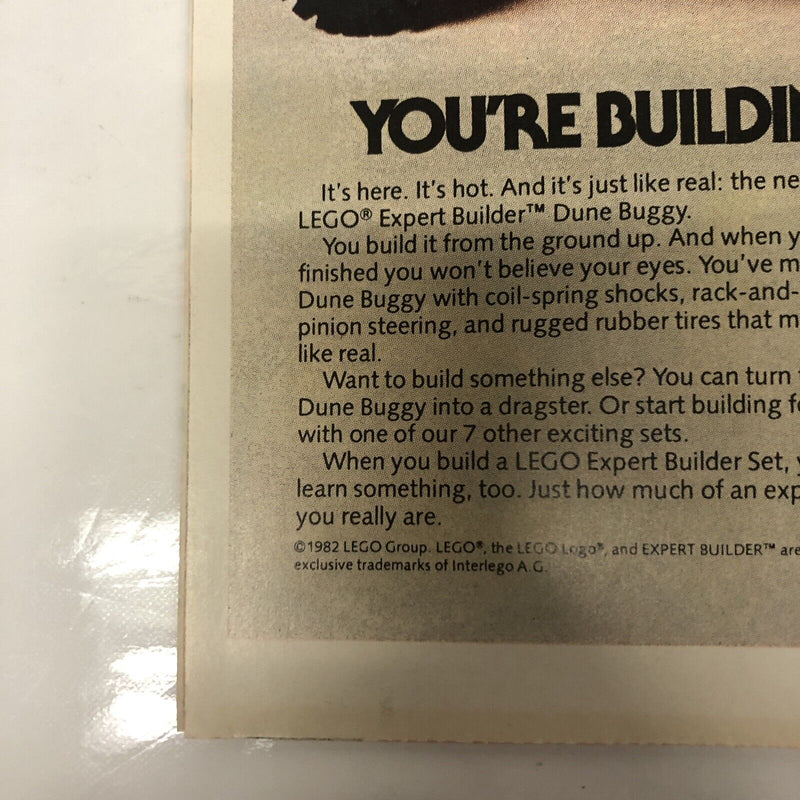 YOU'RE BUILDIN
It's here. It's hot. And it's just like real: the ne
LEGO® Expert Builder™ Dune Buggy.
You build it from the ground up. And when y
finished you won't believe your eyes. You've m
Dune Buggy with coil-spring shocks, rack-and-
pinion steering, and rugged rubber tires that m
like real.
Want to build something else? You can turn
Dune Buggy into a dragster. Or start building f
with one of our 7 other exciting sets.
When you build a LEGO Expert Builder Set, y
learn something, too. Just how much of an exp
you really are.
©1982 LEGO Group. LEGO®, the LEGO Logo®, and EXPERT BUILDER™ are
exclusive trademarks of Interlego A.G.